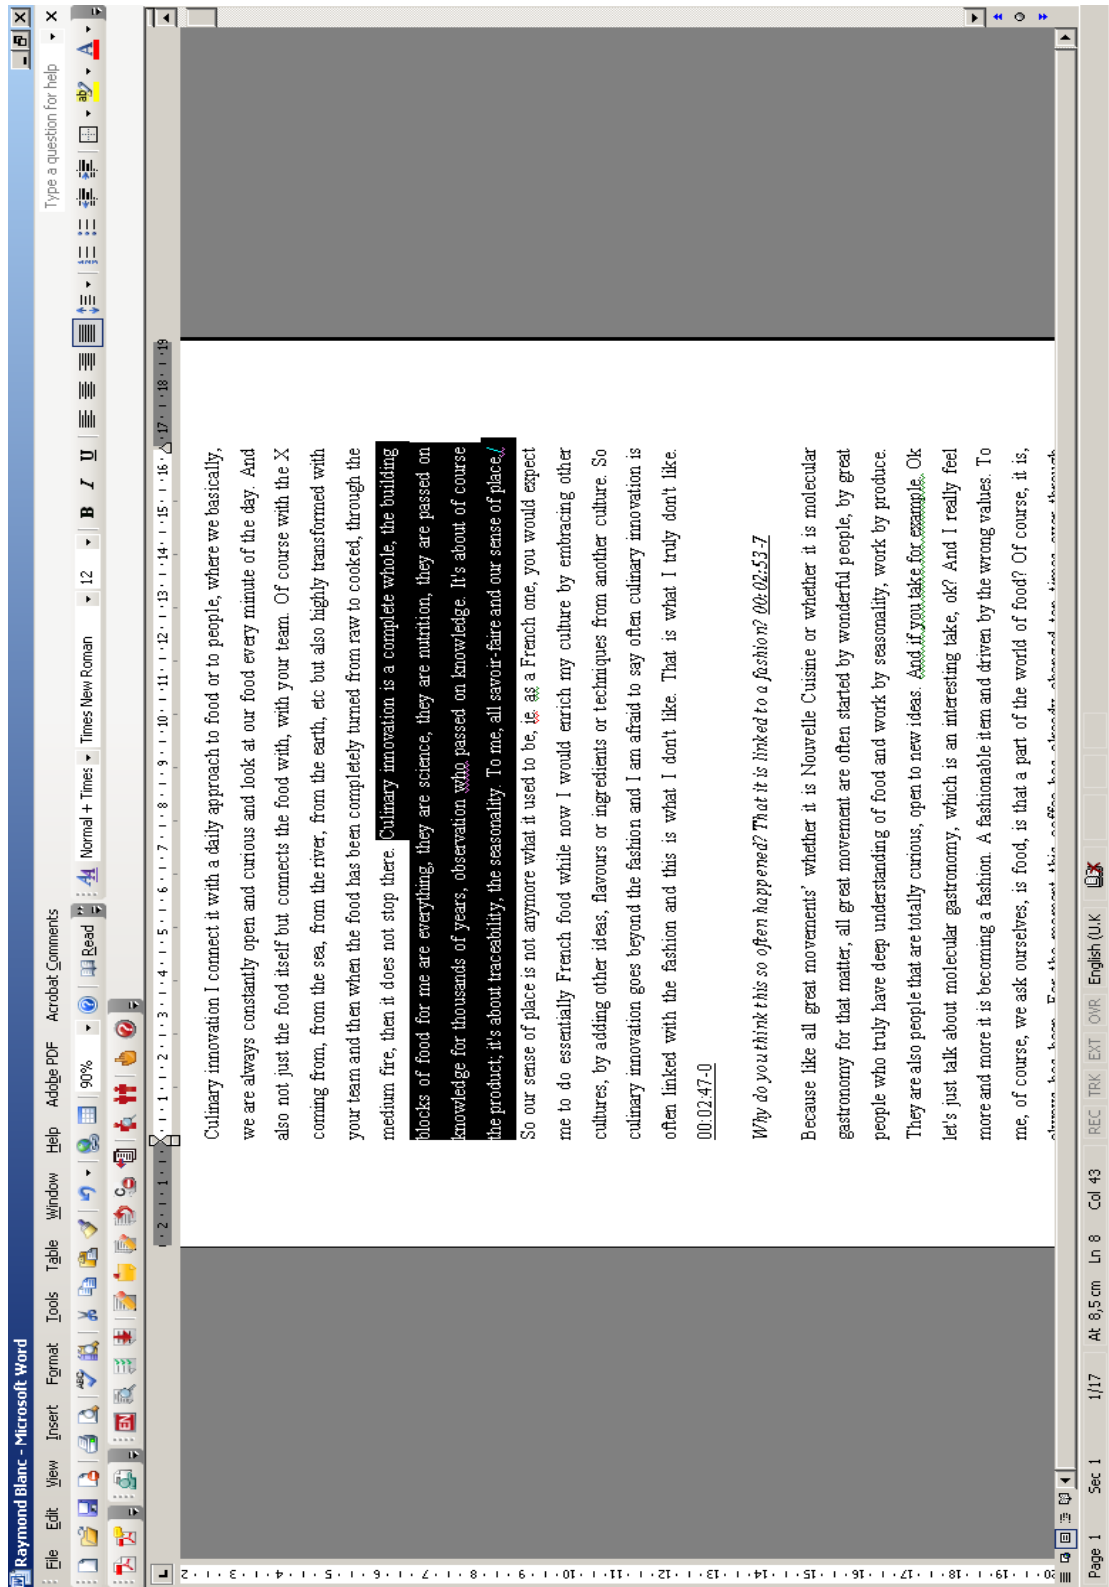 Raymond Blanc - Microsoft Word
File Edit View Insert Format Tools Table Window Help Adobe PDF Acrobat Comments
Type a question for help
90% Read Normal + Times Times New Roman 12 B I U
Culinary innovation I connect it with a daily approach to food or to people, where we basically,
we are always constantly open and curious and look at our food every minute of the day. And
also not just the food itself but connects the food with, with your team. Of course with the X
coming from, from the sea, from the river, from the earth, etc but also highly transformed with
your team and then when the food has been completely turned from raw to cooked, through the
medium fire, then it does not stop there. Culinary innovation is a complete whole, the building
blocks of food for me are everything, they are science, they are nutrition, they are passed on
knowledge for thousands of years, observation who passed on knowledge. It's about of course
the product, it's about traceability, the seasonality. To me, all savoir-faire and our sense of place.
So our sense of place is not anymore what it used to be, ie. as a French one, you would expect
me to do essentially French food while now I would enrich my culture by embracing other
cultures, by adding other ideas, flavours or ingredients or techniques from another culture. So
culinary innovation goes beyond the fashion and I am afraid to say often culinary innovation is
often linked with the fashion and this is what I don't like. That is what I truly don't like.
00:02:47-0
Why do you think this so often happened? That it is linked to a fashion? 00:02:53-7
Because like all great movements' whether it is Nouvelle Cuisine or whether it is molecular
gastronomy for that matter, all great movement are often started by wonderful people, by great
people who truly have deep understanding of food and work by seasonality, work by produce.
They are also people that are totally curious, open to new ideas. And if you take for example. Ok
let's just talk about molecular gastronomy, which is an interesting take, ok? And I really feel
more and more it is becoming a fashion. A fashionable item and driven by the wrong values. To
me, of course, we ask ourselves, is food, is that a part of the world of food? Of course, it is,
Page 1 Sec 1 1/17 At 8,5 cm Ln 8 Col 43 REC TRK EXT OVR English (U.K